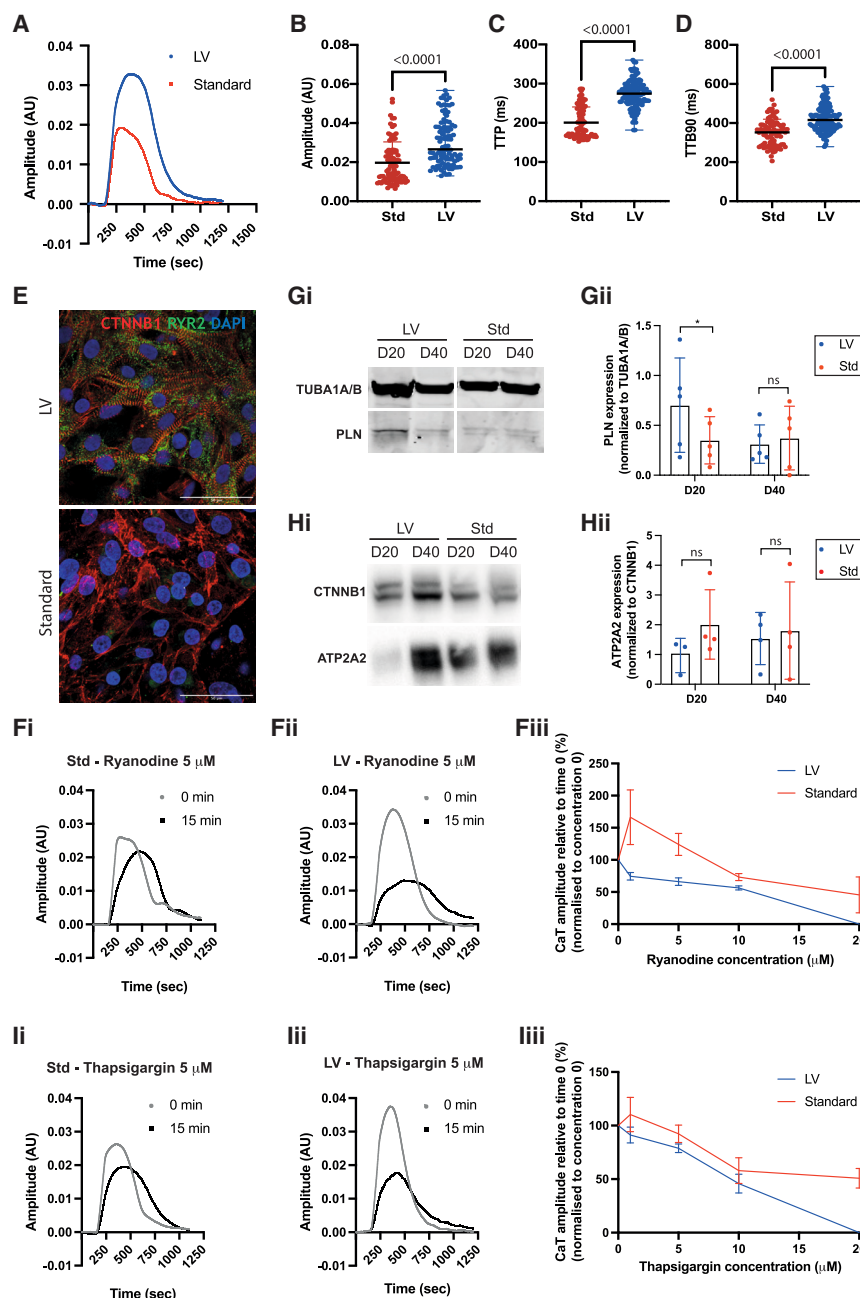 A
LV
Standard
Amplitude (AU)
0.04
0.03
0.02
0.01
0.00
-0.01
250
500
750
1000
1250
1500
Time (sec)
B
<0.0001
Amplitude (AU)
0.08
0.06
0.04
0.02
0.00
Std
LV
C
<0.0001
TTP (ms)
400
300
200
100
0
Std
LV
D
<0.0001
TTB90 (ms)
800
600
400
200
0
Std
LV
E
CTNNB1 RYR2 DAPI
LV
Standard
Gi
LV
Std
D20 D40 D20 D40
TUBA1A/B
PLN
Gii
PLN expression
(normalized to TUBA1A/B)
1.5
1.0
0.5
0.0
*
ns
D20
D40
LV
Std
Hi
LV
Std
D20 D40 D20 D40
CTNNB1
ATP2A2
Hii
ATP2A2 expression
(normalized to CTNNB1)
5
4
3
2
1
0
ns
ns
D20
D40
LV
Std
Fi
Std - Ryanodine 5 µM
0 min
15 min
Amplitude (AU)
0.04
0.03
0.02
0.01
0.00
-0.01
250
500
750
1000
1250
Time (sec)
Fii
LV - Ryanodine 5 µM
0 min
15 min
Amplitude (AU)
0.04
0.03
0.02
0.01
0.00
-0.01
250
500
750
1000
1250
Time (sec)
Fiii
CaT amplitude relative to time 0 (%)
(normalised to concentration 0)
250
200
150
100
50
0
LV
Standard
0
5
10
15
Ryanodine concentration (µM)
Ii
Std - Thapsigargin 5 µM
0 min
15 min
Amplitude (AU)
0.04
0.03
0.02
0.01
0.00
-0.01
250
500
750
1000
1250
Time (sec)
Iii
LV - Thapsigargin 5 µM
0 min
15 min
Amplitude (AU)
0.04
0.03
0.02
0.01
0.00
-0.01
250
500
750
1000
1250
Time (sec)
Iiii
CaT amplitude relative to time 0 (%)
(normalised to concentration 0)
150
100
50
0
LV
Standard
0
5
10
15
Thapsigargin concentration (µM)